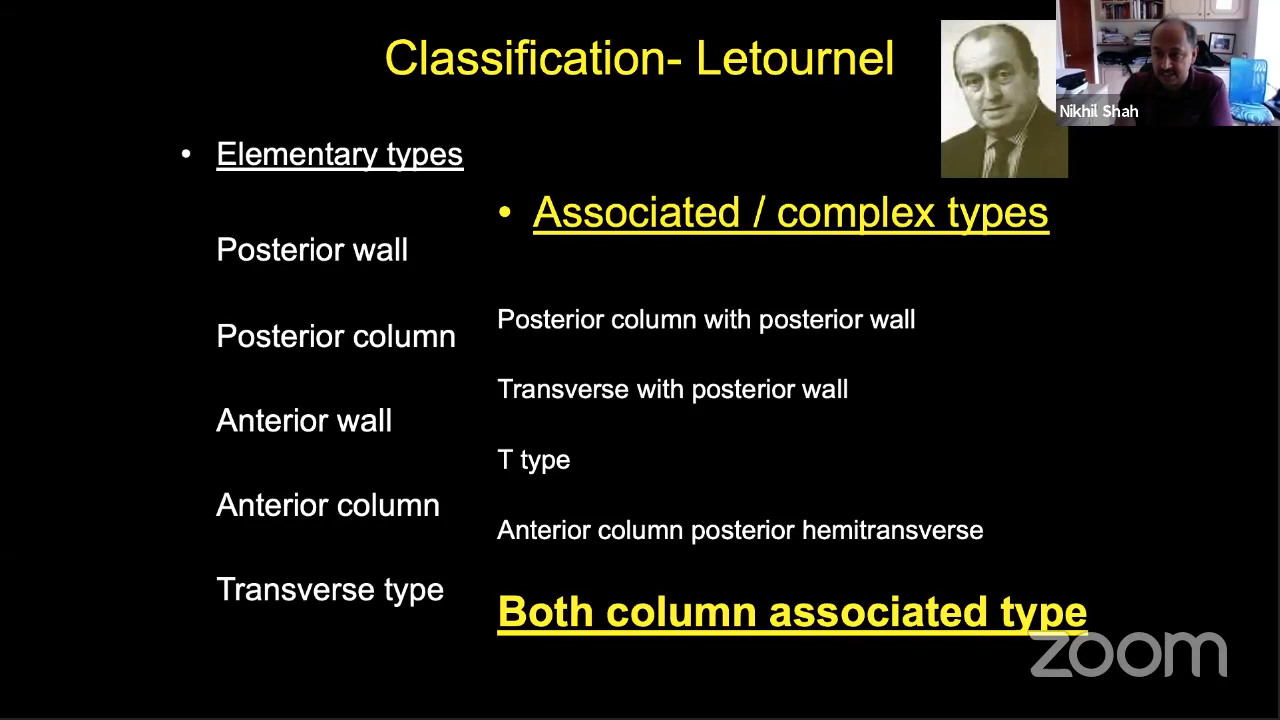 Classification- Letournel
Nikhil Shah
• Elementary types
Posterior wall
Posterior column
Anterior wall
Anterior column
Transverse type
• Associated / complex types
Posterior column with posterior wall
Transverse with posterior wall
T type
Anterior column posterior hemitransverse
Both column associated type
zoom